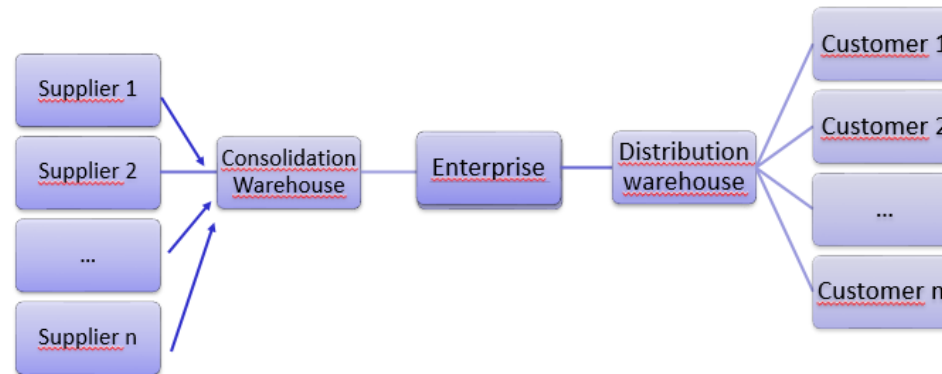 Supplier 1
Supplier 2
...
Supplier n
Consolidation
Warehouse
Enterprise
Distribution
warehouse
Customer 1
Customer 2
...
Customer n